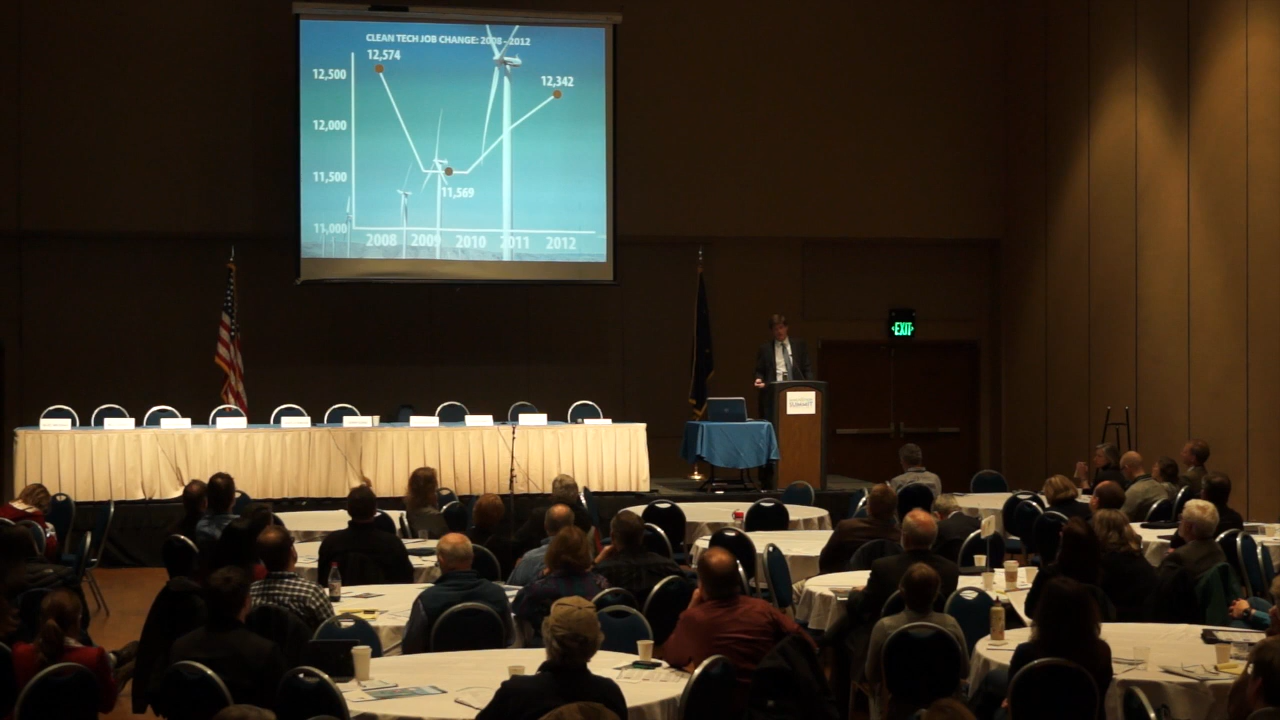 CLEAN TECH JOB CHANGE: 2008 - 2012
12,574
12,500
12,342
12,000
11,500
11,569
11,000
2008 2009 2010 2011 2012
EXIT
SUMMIT